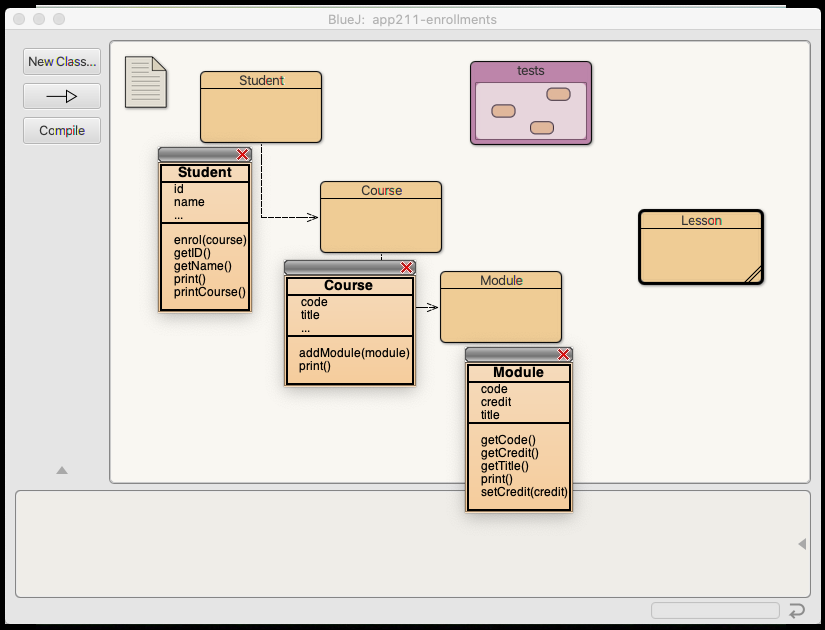 BlueJ:  app211-enrollments
New Class...
Compile
Student
tests
Student
id
name
...
enrol(course)
getID()
getName()
print()
printCourse()
Course
Lesson
Course
code
title
...
addModule(module)
print()
Module
Module
code
credit
title
getCode()
getCredit()
getTitle()
print()
setCredit(credit)